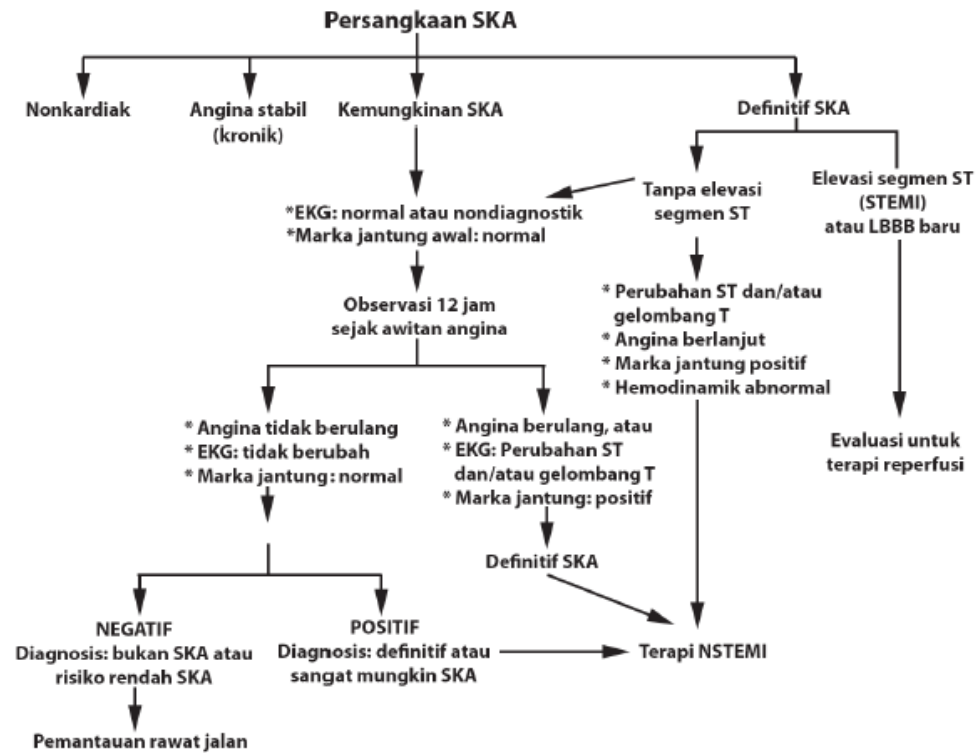 Persangkaan SKA
Nonkardiak
Angina stabil
(kronik)
Kemungkinan SKA
Definitif SKA
*EKG: normal atau nondiagnostik
*Marka jantung awal: normal
Tanpa elevasi
segmen ST
Elevasi segmen ST
(STEMI)
atau LBBB baru
Observasi 12 jam
sejak awitan angina
* Perubahan ST dan/atau
gelombang T
* Angina berlanjut
* Marka jantung positif
* Hemodinamik abnormal
* Angina tidak berulang
* EKG: tidak berubah
* Marka jantung: normal
* Angina berulang, atau
* EKG: Perubahan ST
dan/atau gelombang T
* Marka jantung: positif
Evaluasi untuk
terapi reperfusi
Definitif SKA
NEGATIF
Diagnosis: bukan SKA atau
risiko rendah SKA
POSITIF
Diagnosis: definitif atau
sangat mungkin SKA
Terapi NSTEMI
Pemantauan rawat jalan